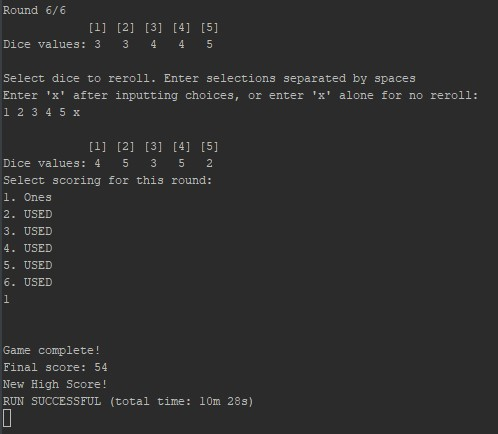 Round 6/6
[1] [2] [3] [4] [5]
Dice values: 3 3 4 4 5
Select dice to reroll. Enter selections separated by spaces
Enter 'x' after inputting choices, or enter 'x' alone for no reroll:
1 2 3 4 5 x
[1] [2] [3] [4] [5]
Dice values: 4 5 3 5 2
Select scoring for this round:
1. Ones
2. USED
3. USED
4. USED
5. USED
6. USED
1
Game complete!
Final score: 54
New High Score!
RUN SUCCESSFUL (total time: 10m 28s)